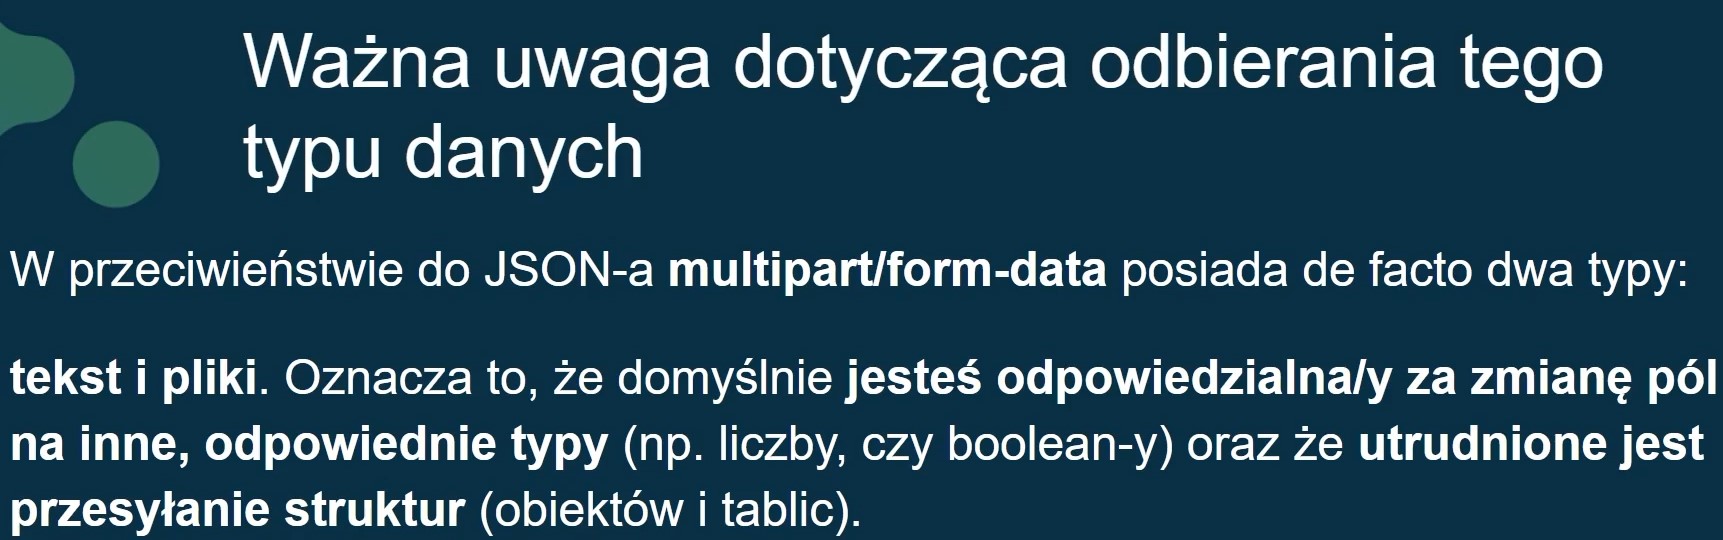 Ważna uwaga dotycząca odbierania tego
typu danych
W przeciwieństwie do JSON-a multipart/form-data posiada de facto dwa typy:
tekst i pliki. Oznacza to, że domyślnie jesteś odpowiedzialna/y za zmianę pól
na inne, odpowiednie typy (np. liczby, czy boolean-y) oraz że utrudnione jest
przesyłanie struktur (obiektów i tablic).